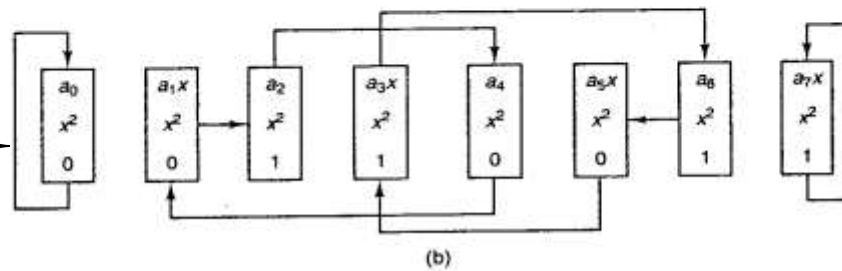 a₀ a₁x a₂ a₃x a₄ a₅x a₆ a₇x
x² x² x² x² x² x² x² x²
0 0 1 1 0 0 1 1
(b)